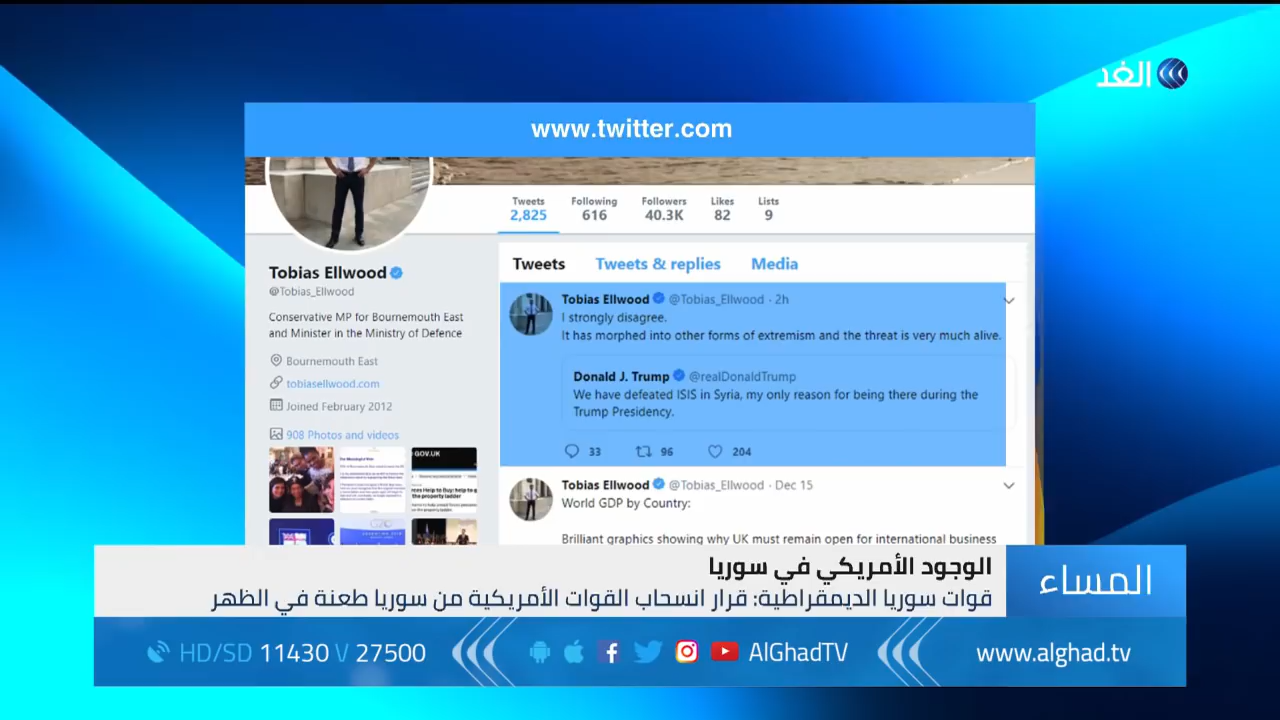 الغد
www.twitter.com
Tweets Following Followers Likes Lists
2,825 616 40.3K 82 9
Tobias Ellwood
@Tobias_Ellwood
Conservative MP for Bournemouth East
and Minister in the Ministry of Defence
Bournemouth East
tobiasellwood.com
Joined February 2012
908 Photos and videos
GOV.UK
Tweets Tweets & replies Media
Tobias Ellwood @Tobias_Ellwood · 2h
I strongly disagree.
It has morphed into other forms of extremism and the threat is very much alive.
Donald J. Trump @realDonaldTrump
We have defeated ISIS in Syria, my only reason for being there during the
Trump Presidency.
33 96 204
Tobias Ellwood @Tobias_Ellwood · Dec 15
World GDP by Country:
Brilliant graphics showing why UK must remain open for international business
المساء
الوجود الأمريكي في سوريا
قوات سوريا الديمقراطية: قرار انسحاب القوات الأمريكية من سوريا طعنة في الظهر
HD/SD 11430 V 27500
AlGhadTV
www.alghad.tv